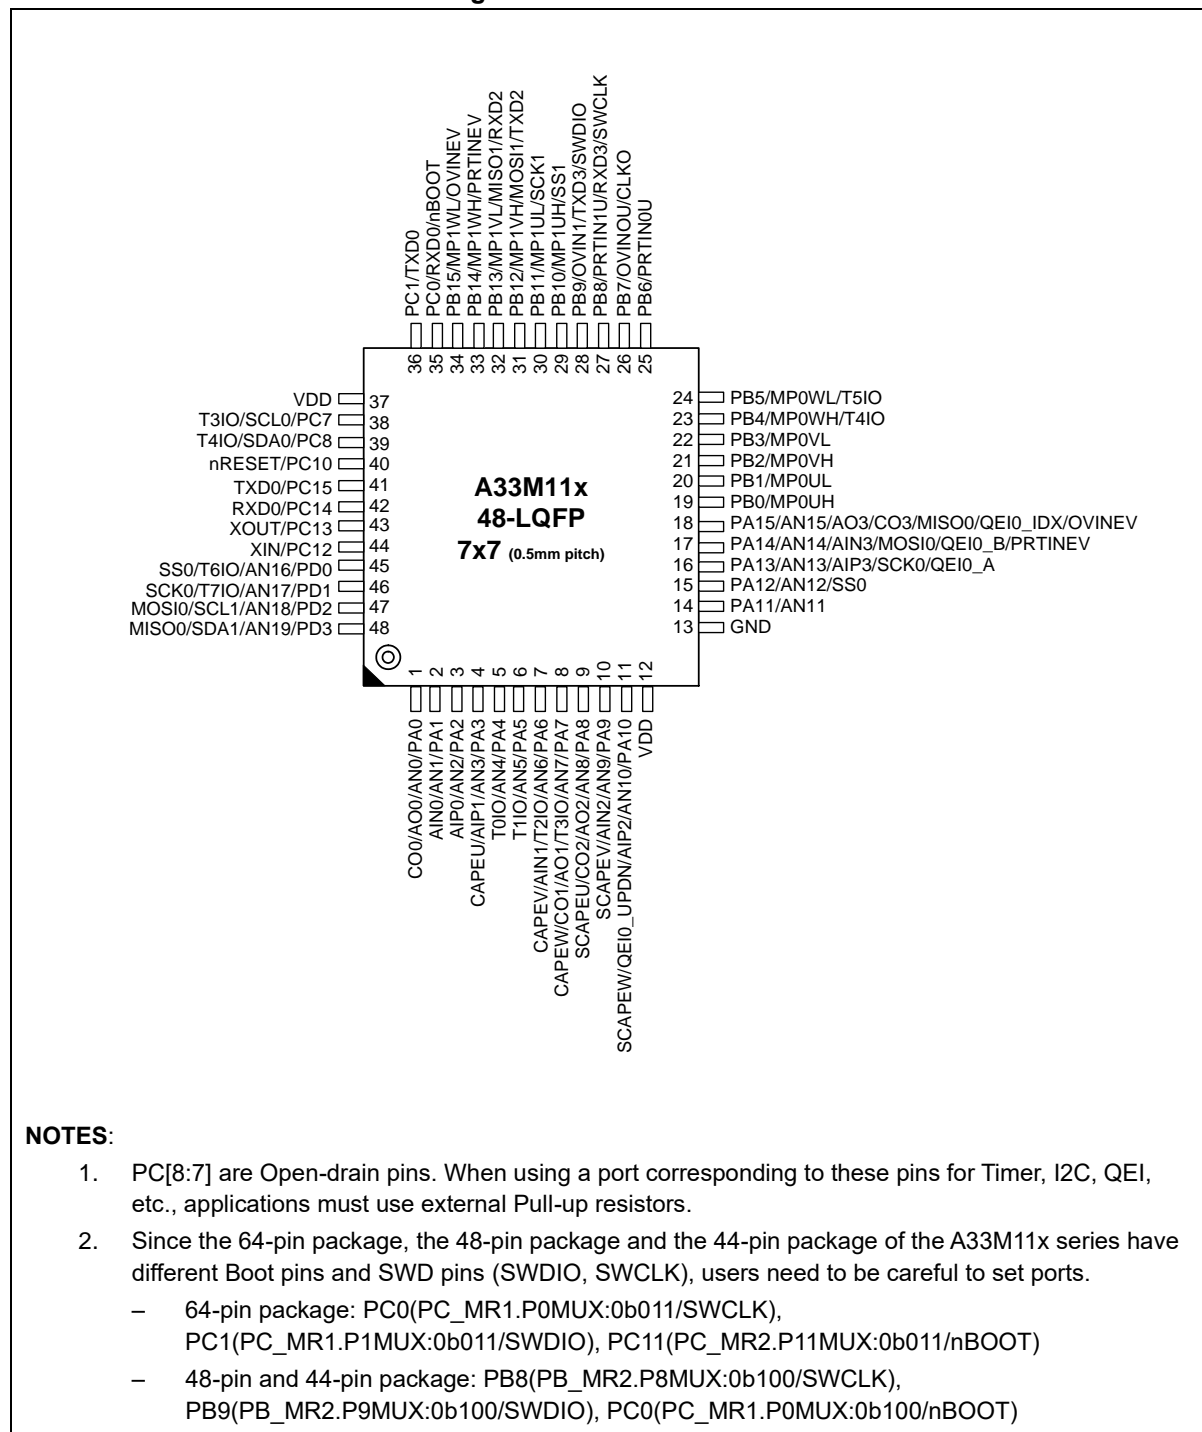 PC1/TXD0
PC0/RXD0/nBOOT
PB15/MP1WL/OVINEV
PB14/MP1WH/PRTINEV
PB13/MP1VL/MISO1/RXD2
PB12/MP1VH/MOSI1/TXD2
PB11/MP1UL/SCK1
PB10/MP1UH/SS1
PB9/OVIN1/TXD3/SWDIO
PB8/PRTIN1U/RXD3/SWCLK
PB7/OVIN0U/CLKO
PB6/PRTIN0U
36
35
34
33
32
31
30
29
28
27
26
25
VDD 37
T3IO/SCL0/PC7 38
T4IO/SDA0/PC8 39
nRESET/PC10 40
TXD0/PC15 41
RXD0/PC14 42
XOUT/PC13 43
XIN/PC12 44
SS0/T6IO/AN16/PD0 45
SCK0/T7IO/AN17/PD1 46
MOSI0/SCL1/AN18/PD2 47
MISO0/SDA1/AN19/PD3 48
A33M11x
48-LQFP
7x7 (0.5mm pitch)
24 PB5/MP0WL/T5IO
23 PB4/MP0WH/T4IO
22 PB3/MP0VL
21 PB2/MP0VH
20 PB1/MP0UL
19 PB0/MP0UH
18 PA15/AN15/AO3/CO3/MISO0/QEI0_IDX/OVINEV
17 PA14/AN14/AIN3/MOSI0/QEI0_B/PRTINEV
16 PA13/AN13/AIP3/SCK0/QEI0_A
15 PA12/AN12/SS0
14 PA11/AN11
13 GND
1
2
3
4
5
6
7
8
9
10
11
12
CO0/AO0/AN0/PA0
AIN0/AN1/PA1
AIP0/AN2/PA2
CAPEU/AIP1/AN3/PA3
T0IO/AN4/PA4
T1IO/AN5/PA5
CAPEV/AIN1/T2IO/AN6/PA6
CAPEW/CO1/AO1/T3IO/AN7/PA7
SCAPEU/CO2/AO2/AN8/PA8
SCAPEV/AIN2/AN9/PA9
SCAPEW/QEI0_UPDN/AIP2/AN10/PA10
VDD
NOTES:
1. PC[8:7] are Open-drain pins. When using a port corresponding to these pins for Timer, I2C, QEI,
etc., applications must use external Pull-up resistors.
2. Since the 64-pin package, the 48-pin package and the 44-pin package of the A33M11x series have
different Boot pins and SWD pins (SWDIO, SWCLK), users need to be careful to set ports.
– 64-pin package: PC0(PC_MR1.P0MUX:0b011/SWCLK),
PC1(PC_MR1.P1MUX:0b011/SWDIO), PC11(PC_MR2.P11MUX:0b011/nBOOT)
– 48-pin and 44-pin package: PB8(PB_MR2.P8MUX:0b100/SWCLK),
PB9(PB_MR2.P9MUX:0b100/SWDIO), PC0(PC_MR1.P0MUX:0b100/nBOOT)